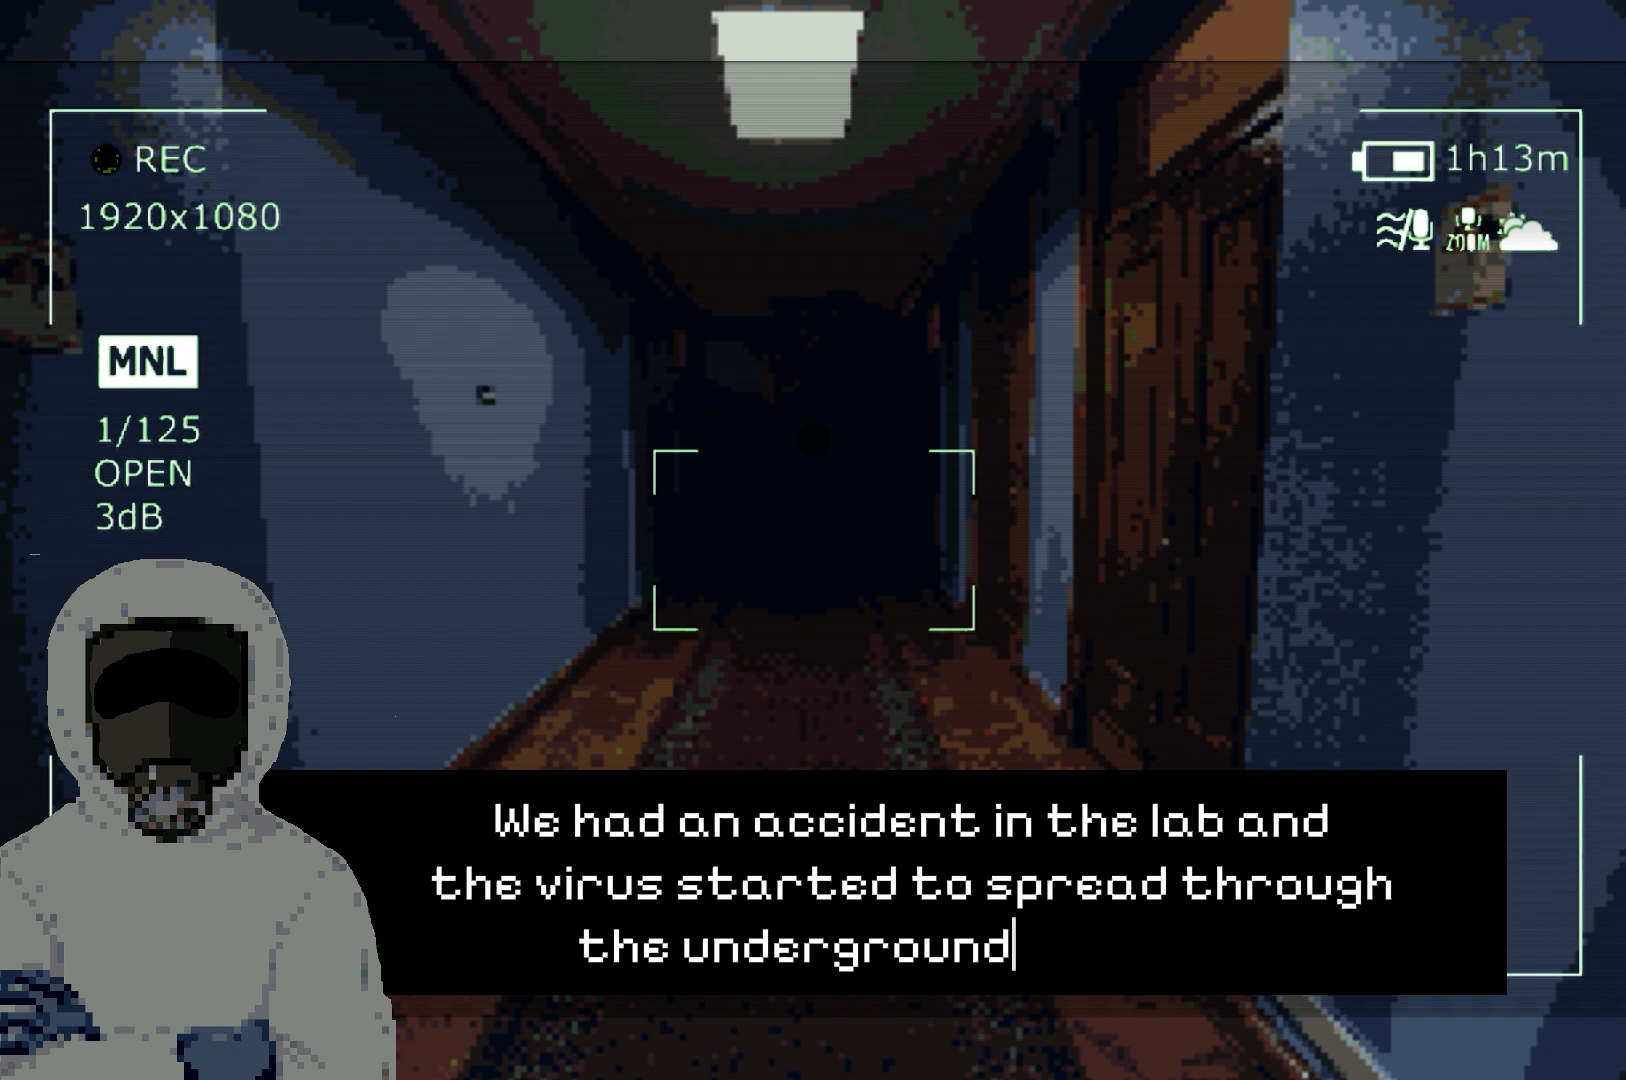 REC
1920x1080
1h13m
ZOOM
MNL
1/125
OPEN
3dB
We had an accident in the lab and
the virus started to spread through
the underground